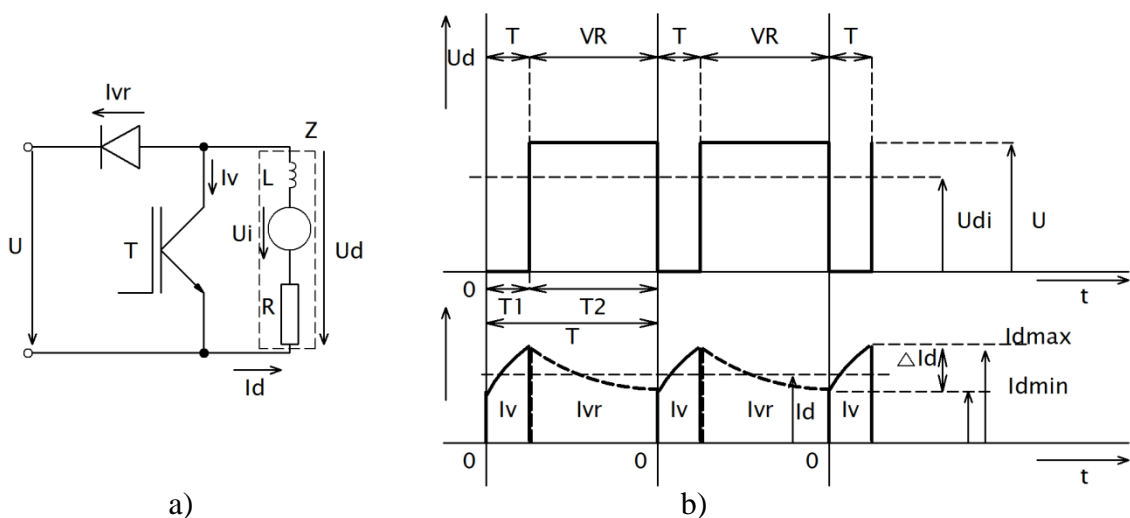 Ivr
Z
Iv
L
U
T
Ui
Ud
R
Id
a)
Ud
T
VR
T
VR
T
Udi
U
0
t
T1
T2
T
Idmax
△Id
Idmin
Iv
Ivr
Iv
Ivr
Id
Iv
0
0
0
t
b)